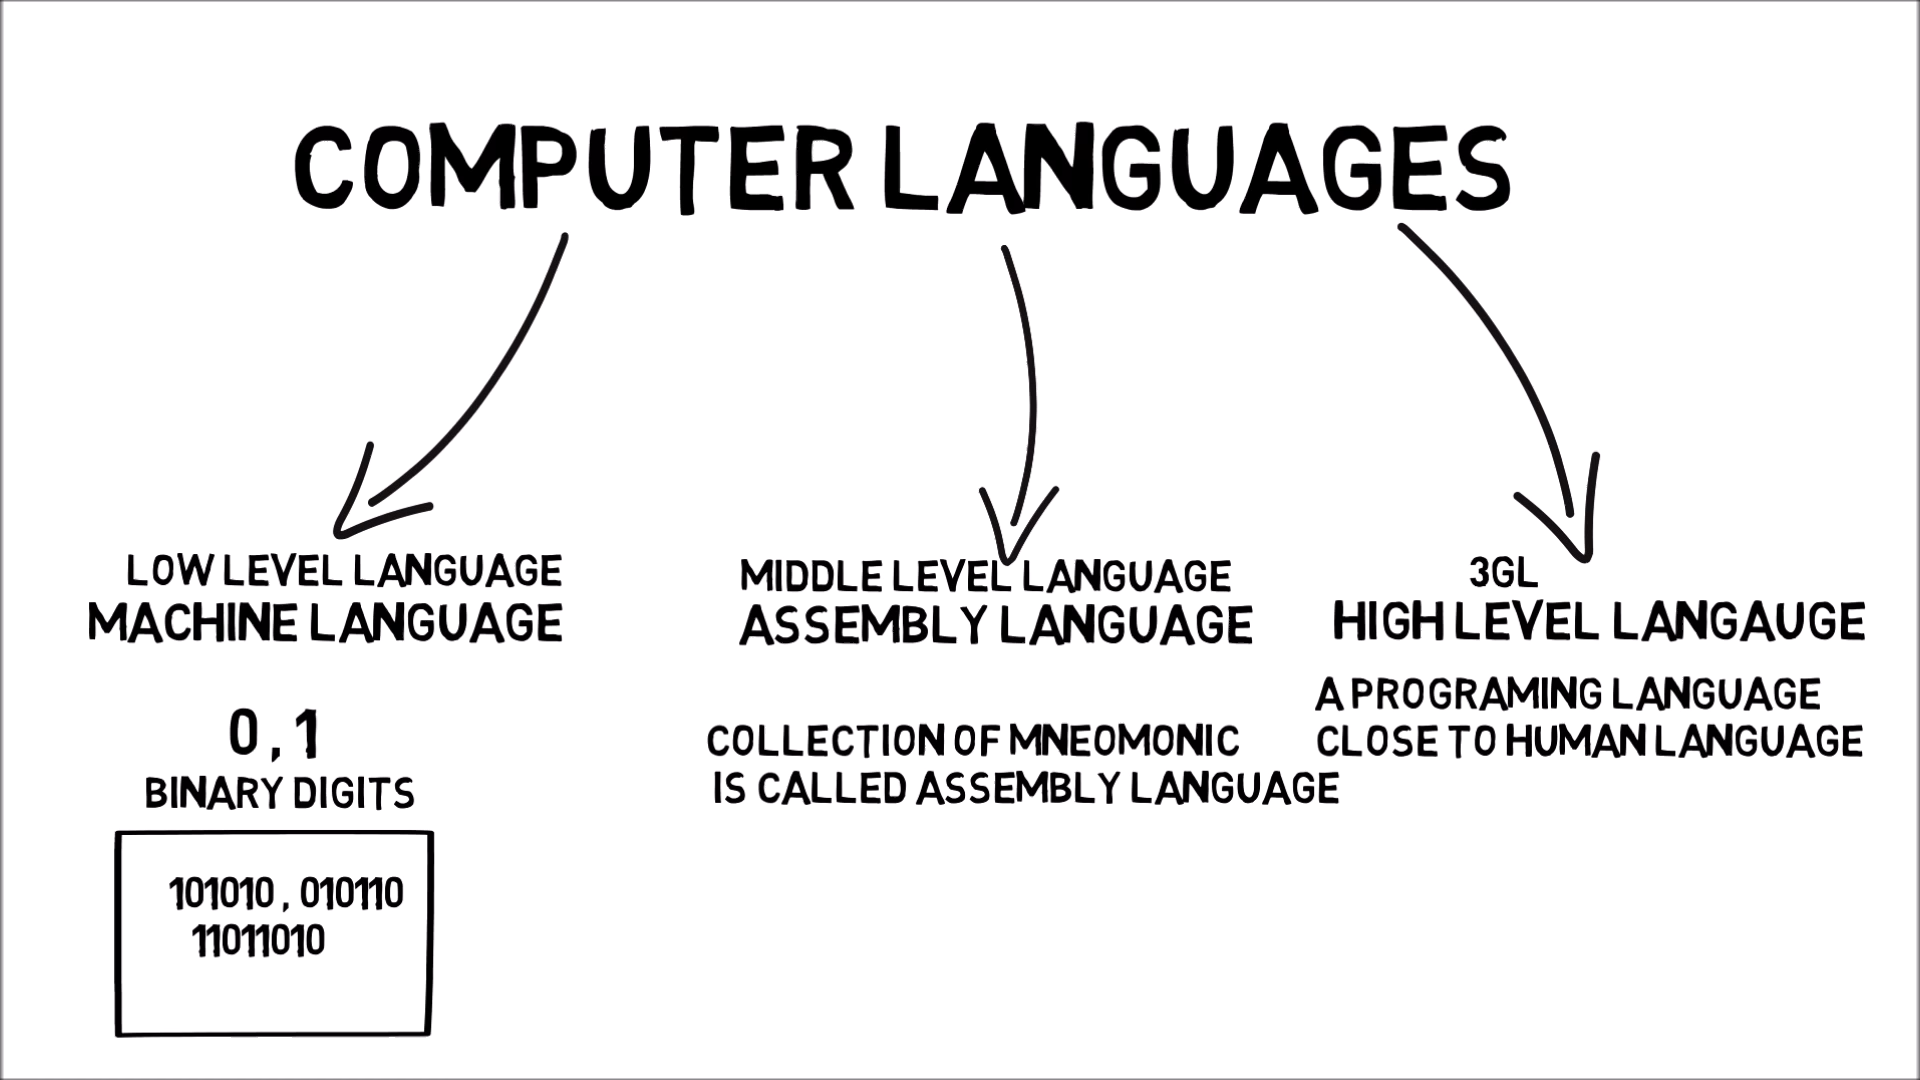 COMPUTER LANGUAGES
LOW LEVEL LANGUAGE
MACHINE LANGUAGE
0, 1
BINARY DIGITS
101010, 010110
11011010
MIDDLE LEVEL LANGUAGE
ASSEMBLY LANGUAGE
COLLECTION OF MNEOMONIC
IS CALLED ASSEMBLY LANGUAGE
3GL
HIGH LEVEL LANGAUGE
A PROGRAMING LANGUAGE
CLOSE TO HUMAN LANGUAGE